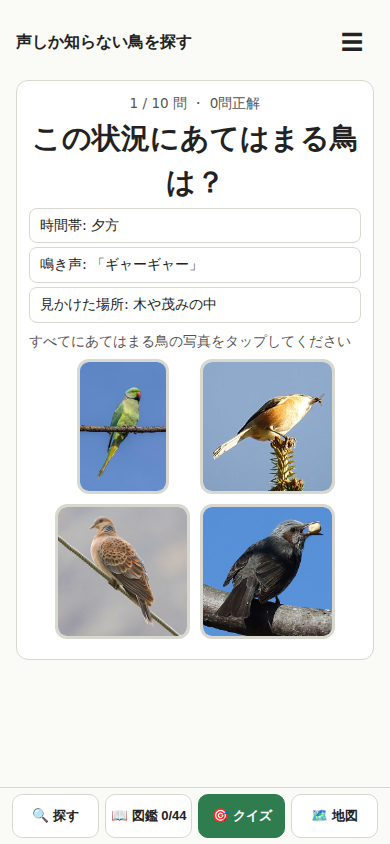 声しか知らない鳥を探す
1 / 10 問 ・ 0問正解
この状況にあてはまる鳥
は？
時間帯: 夕方
鳴き声: 「ギャーギャー」
見かけた場所: 木や茂みの中
すべてにあてはまる鳥の写真をタップしてください
探す
図鑑 0/44
クイズ
地図